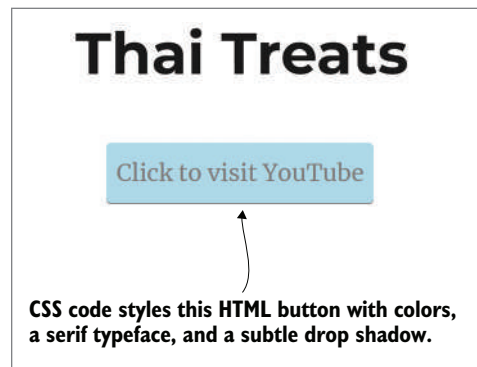 Thai Treats
Click to visit YouTube
CSS code styles this HTML button with colors,
a serif typeface, and a subtle drop shadow.